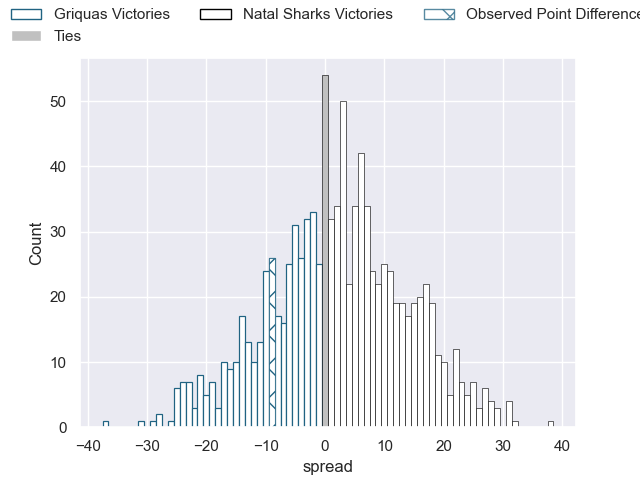 Griquas Victories
Natal Sharks Victories
Observed Point Difference
Ties
50
40
30
20
10
0
Count
−40
−30
−20
−10
0
10
20
30
40
spread